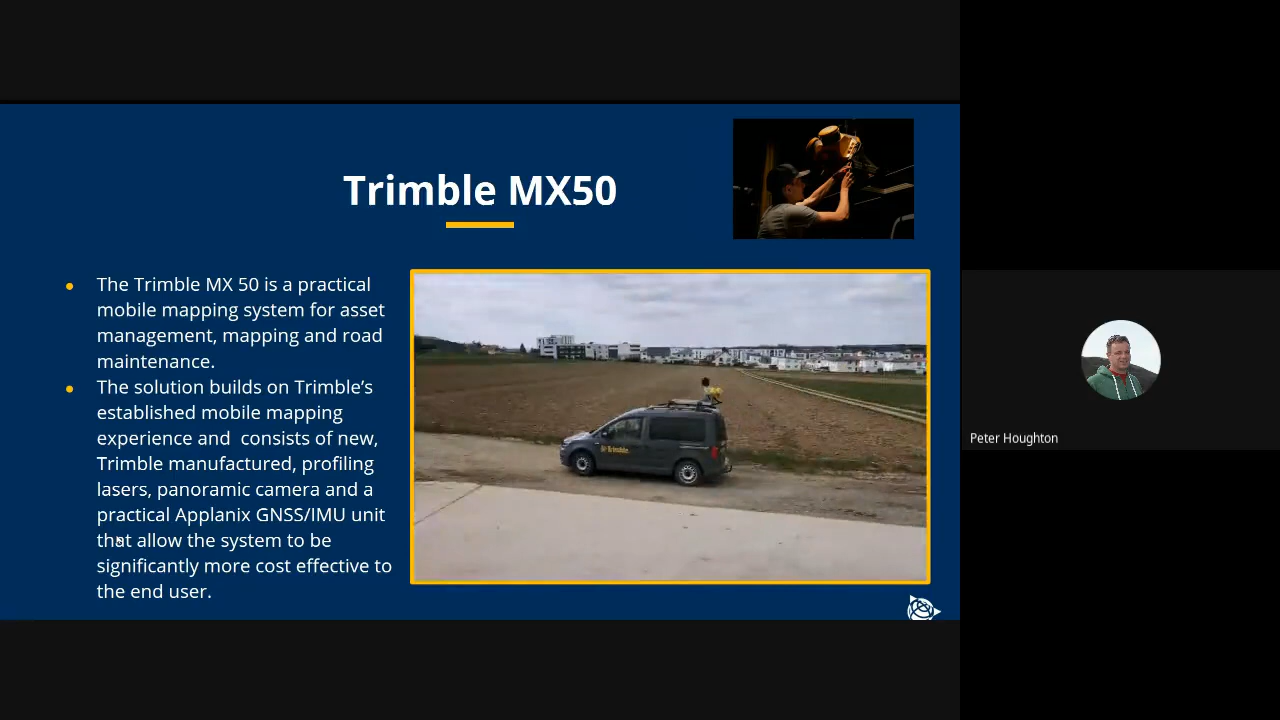 Trimble MX50
● The Trimble MX 50 is a practical
mobile mapping system for asset
management, mapping and road
maintenance.
● The solution builds on Trimble’s
established mobile mapping
experience and  consists of new,
Trimble manufactured, profiling
lasers, panoramic camera and a
practical Applanix GNSS/IMU unit
that allow the system to be
significantly more cost effective to
the end user.
Trimble
Peter Houghton